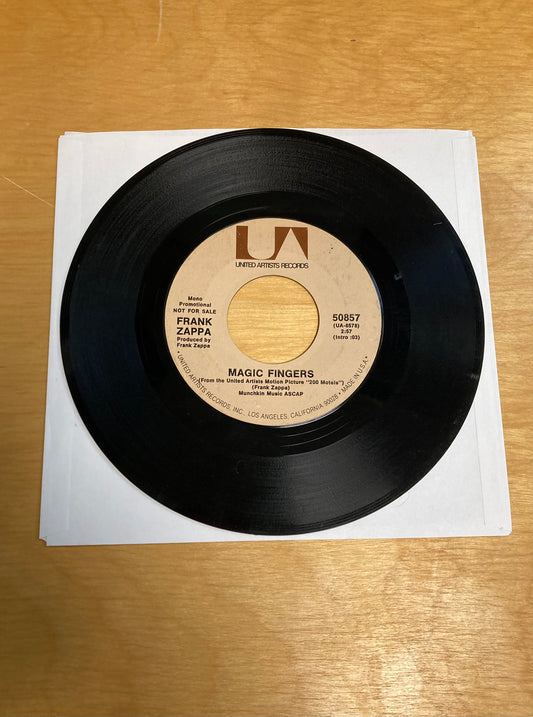 UA
UNITED ARTISTS RECORDS
Mono
Promotional
NOT FOR SALE
FRANK
ZAPPA
Produced by
Frank Zappa
50857
(UA-6578)
2:57
(Intro :03)
MAGIC FINGERS
(From the United Artists Motion Picture "200 Motels")
(Frank Zappa)
Munchkin Music ASCAP
• UNITED ARTISTS RECORDS, INC., LOS ANGELES, CALIFORNIA 90028 • MADE IN U.S.A. •